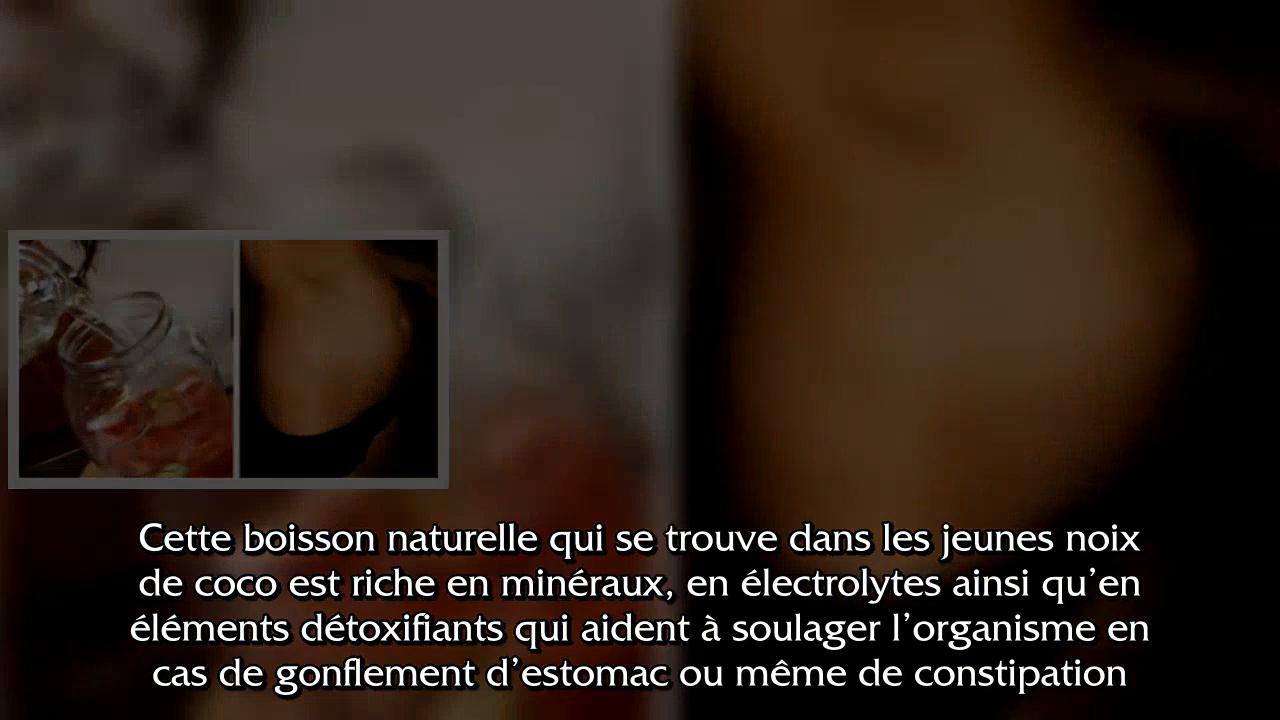 Cette boisson naturelle qui se trouve dans les jeunes noix
de coco est riche en minéraux, en électrolytes ainsi qu’en
éléments détoxifiants qui aident à soulager l’organisme en
cas de gonflement d’estomac ou même de constipation